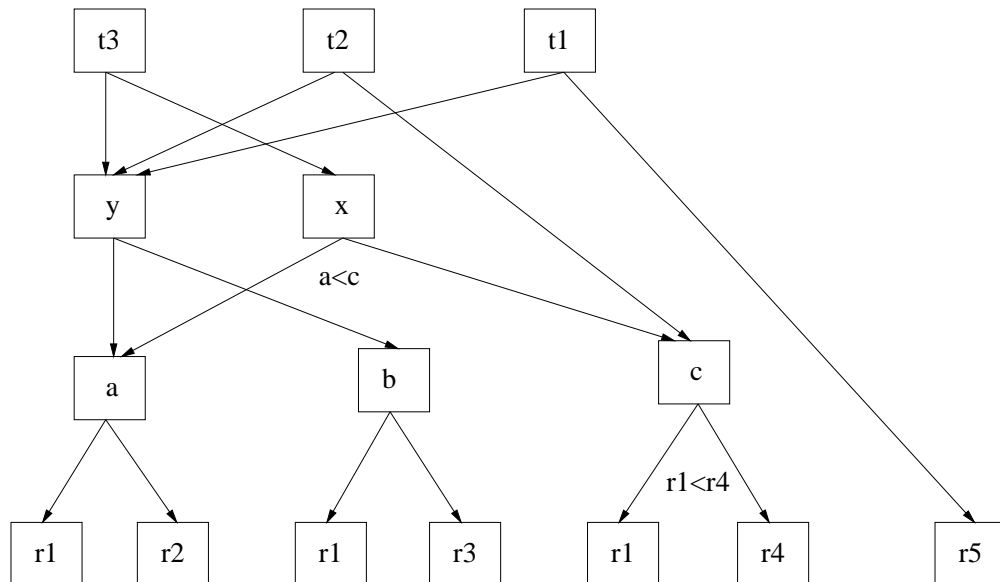 t3 t2 t1
y x
a<c
a b c
r1<r4
r1 r2 r1 r3 r1 r4 r5